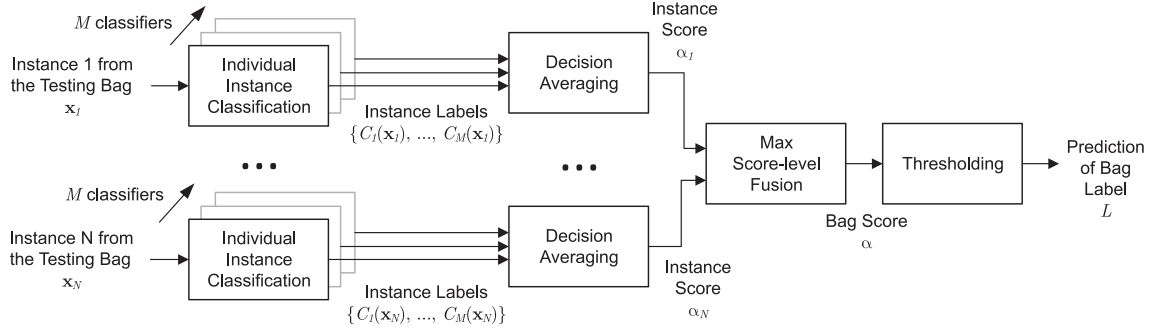 M classifiers
Instance 1 from
the Testing Bag
x1
Individual
Instance
Classification
Instance Labels
{C1(x1), ..., CM(x1)}
Decision
Averaging
Instance
Score
α1
...
...
M classifiers
Instance N from
the Testing Bag
xN
Individual
Instance
Classification
Instance Labels
{C1(xN), ..., CM(xN)}
Decision
Averaging
Instance
Score
αN
Max
Score-level
Fusion
Bag Score
α
Thresholding
Prediction
of Bag
Label
L